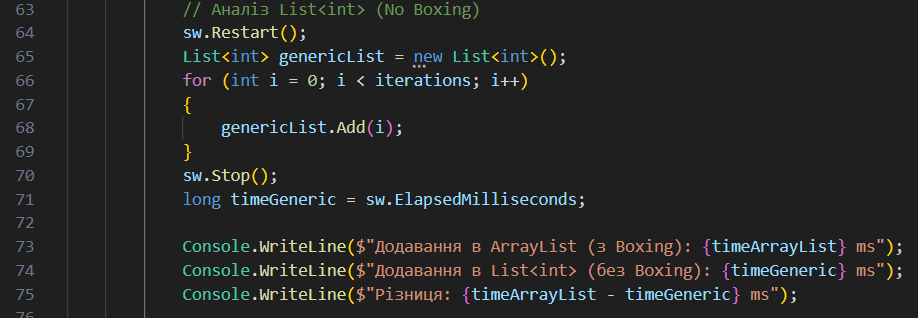 63 // Аналіз List<int> (No Boxing)
64 sw.Restart();
65 List<int> genericList = new List<int>();
66 for (int i = 0; i < iterations; i++)
67 {
68 genericList.Add(i);
69 }
70 sw.Stop();
71 long timeGeneric = sw.ElapsedMilliseconds;
72
73 Console.WriteLine($"Додавання в ArrayList (з Boxing): {timeArrayList} ms");
74 Console.WriteLine($"Додавання в List<int> (без Boxing): {timeGeneric} ms");
75 Console.WriteLine($"Різниця: {timeArrayList - timeGeneric} ms");
76